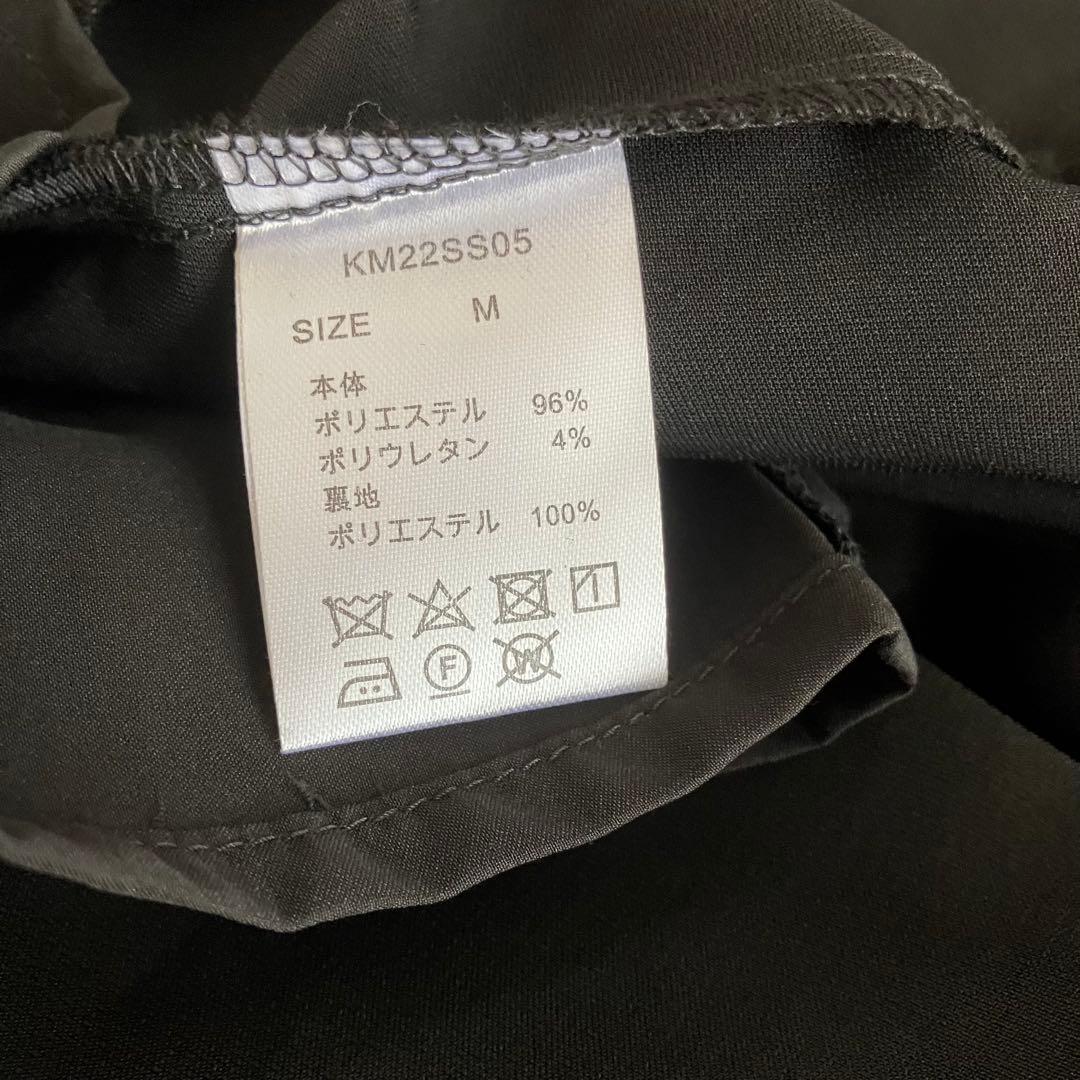 KM22SS05
SIZE M
本体
ポリエステル 96%
ポリウレタン 4%
裏地
ポリエステル 100%
F
W